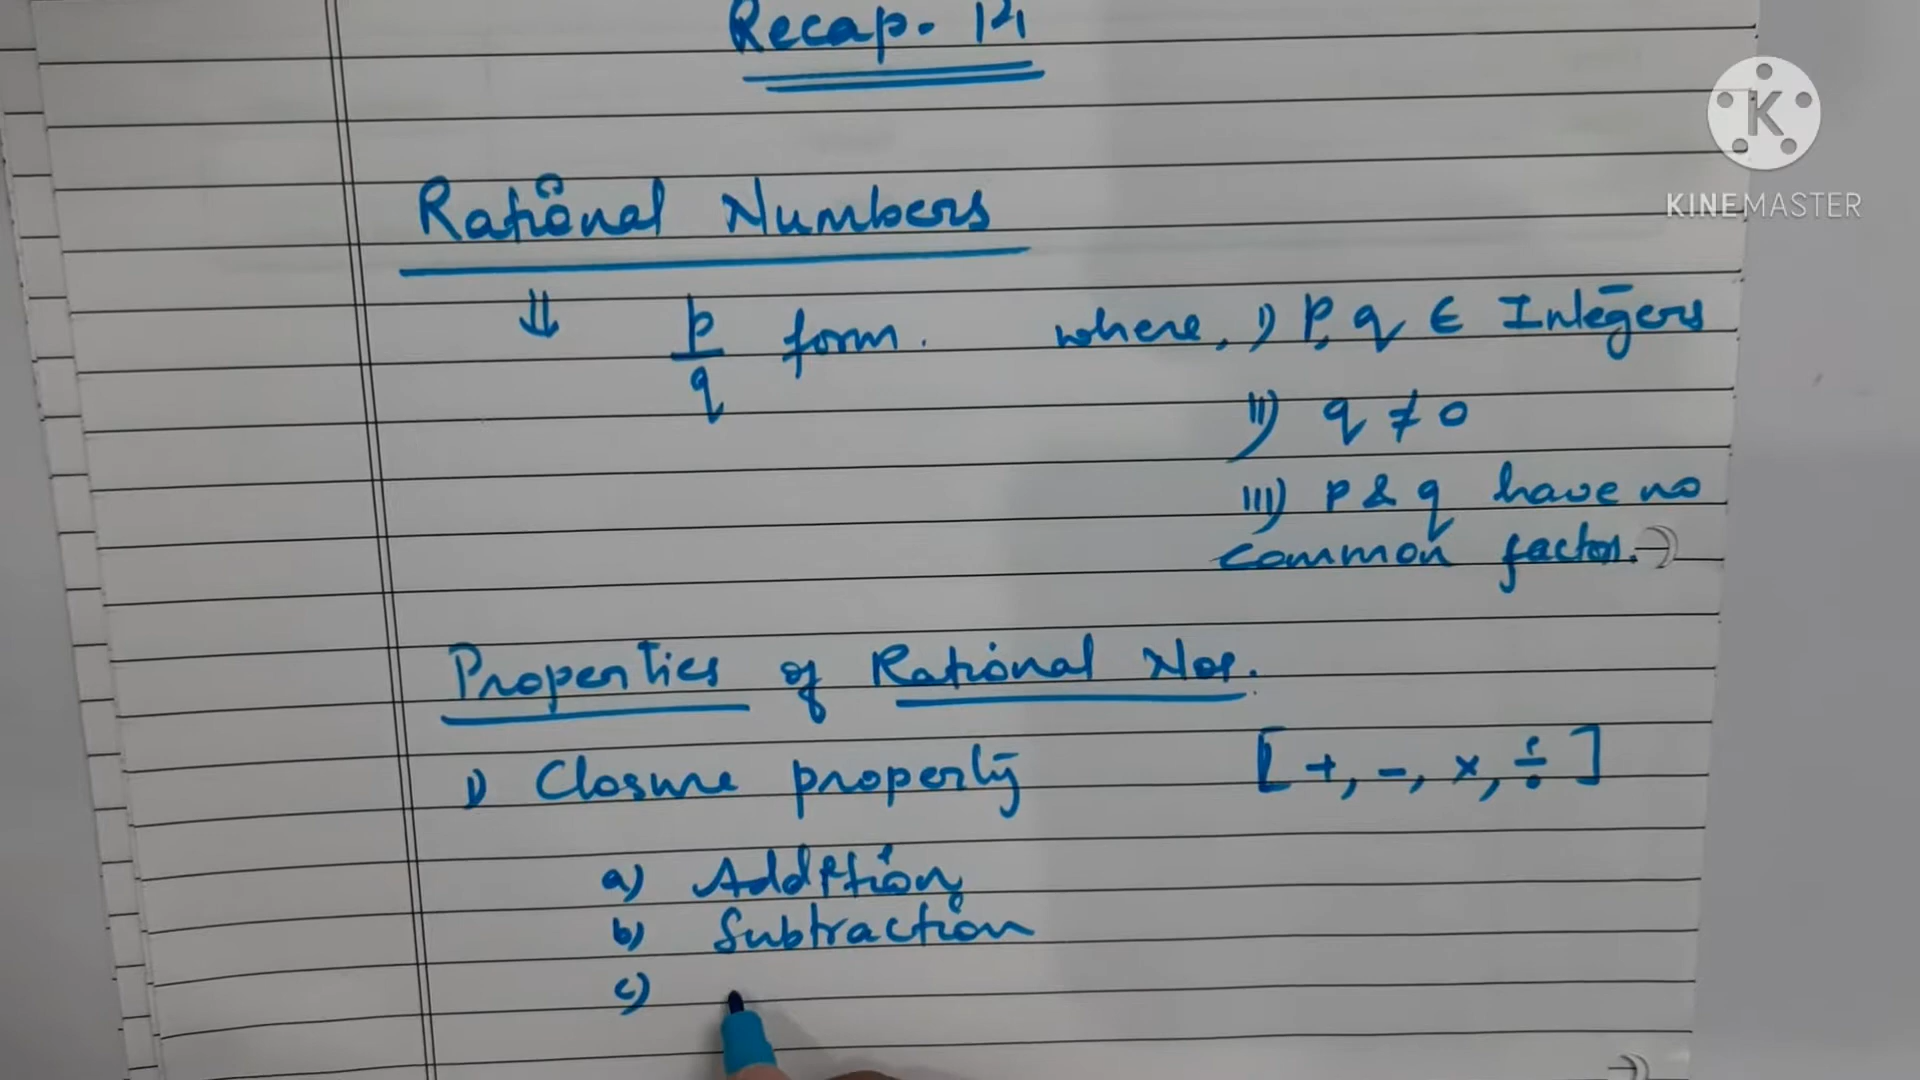 Recap.
Rational Numbers
⇓ p/q form. where, i) p, q ∈ Integers
ii) q ≠ 0
iii) p & q have no
common factor.
Properties of Rational Nos.
1) Closure property [ +, -, ×, ÷ ]
a) Addition
b) Subtraction
c)
K
KINEMASTER